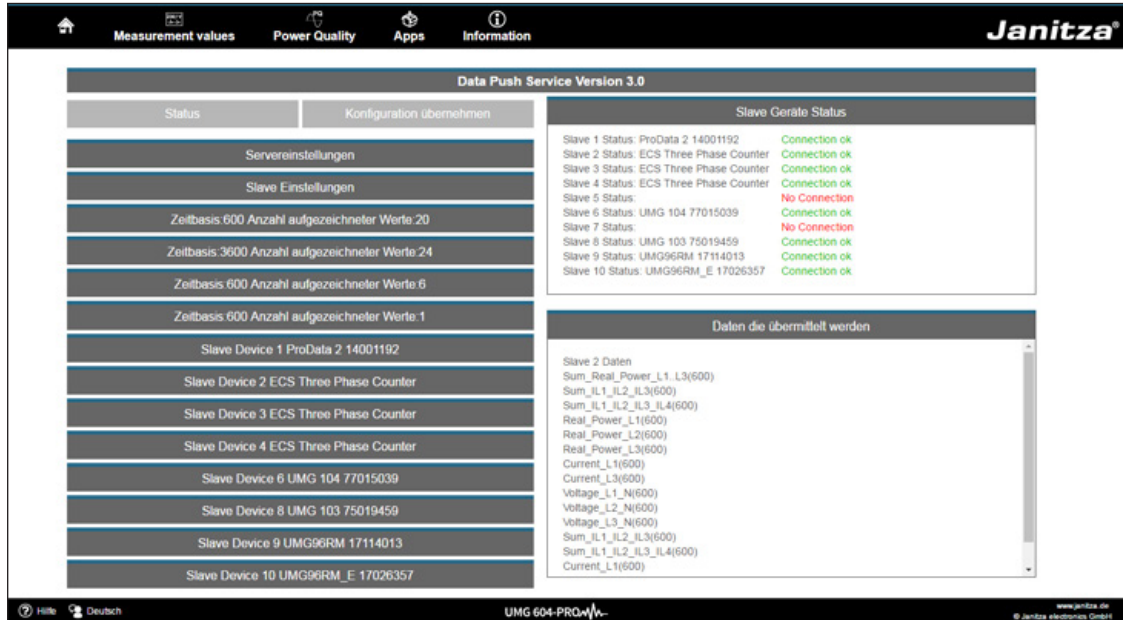 Measurement values
Power Quality
Apps
Information
Janitza®
Data Push Service Version 3.0
Status
Konfiguration übernehmen
Servereinstellungen
Slave Einstellungen
Zeitbasis:600 Anzahl aufgezeichneter Werte:20
Zeitbasis:3600 Anzahl aufgezeichneter Werte:24
Zeitbasis:600 Anzahl aufgezeichneter Werte:6
Zeitbasis:600 Anzahl aufgezeichneter Werte:1
Slave Device 1 ProData 2 14001192
Slave Device 2 ECS Three Phase Counter
Slave Device 3 ECS Three Phase Counter
Slave Device 4 ECS Three Phase Counter
Slave Device 6 UMG 104 77015039
Slave Device 8 UMG 103 75019459
Slave Device 9 UMG96RM 17114013
Slave Device 10 UMG96RM_E 17026357
Slave Geräte Status
Slave 1 Status: ProData 2 14001192 Connection ok
Slave 2 Status: ECS Three Phase Counter Connection ok
Slave 3 Status: ECS Three Phase Counter Connection ok
Slave 4 Status: ECS Three Phase Counter Connection ok
Slave 5 Status: No Connection
Slave 6 Status: UMG 104 77015039 Connection ok
Slave 7 Status: No Connection
Slave 8 Status: UMG 103 75019459 Connection ok
Slave 9 Status: UMG96RM 17114013 Connection ok
Slave 10 Status: UMG96RM_E 17026357 Connection ok
Daten die übermittelt werden
Slave 2 Daten
Sum_Real_Power_L1..L3(600)
Sum_IL1_IL2_IL3(600)
Sum_IL1_IL2_IL3_IL4(600)
Real_Power_L1(600)
Real_Power_L2(600)
Real_Power_L3(600)
Current_L1(600)
Current_L3(600)
Voltage_L1_N(600)
Voltage_L2_N(600)
Voltage_L3_N(600)
Sum_IL1_IL2_IL3(600)
Sum_IL1_IL2_IL3_IL4(600)
Current_L1(600)
Hilfe
Deutsch
UMG 604-PRO
www.janitza.de
© Janitza electronics GmbH